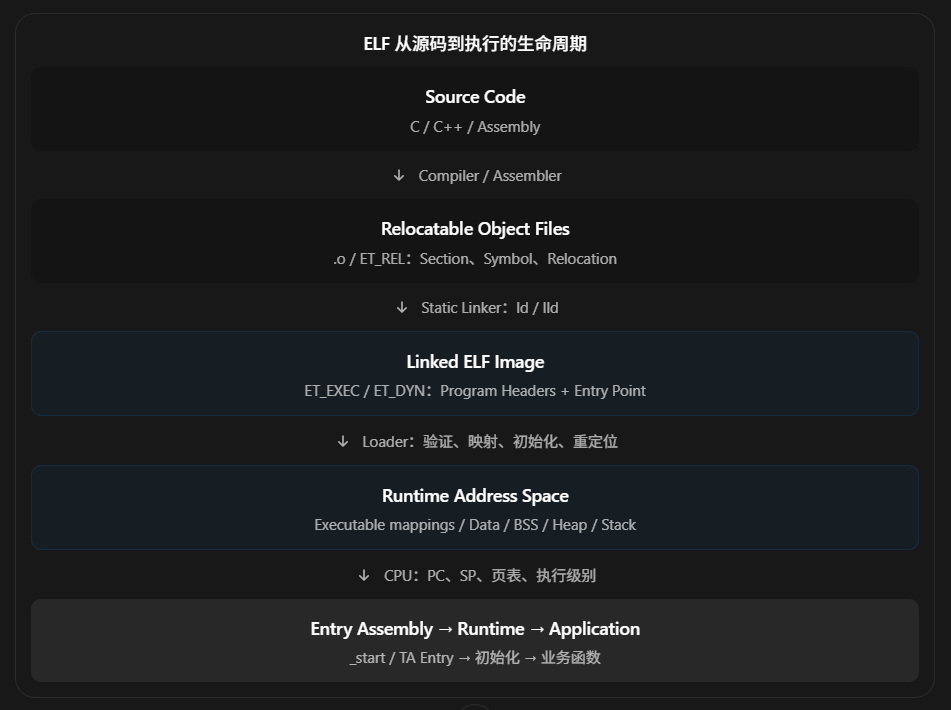 ELF 从源码到执行的生命周期
Source Code
C / C++ / Assembly
↓ Compiler / Assembler
Relocatable Object Files
.o / ET_REL：Section、Symbol、Relocation
↓ Static Linker：ld / lld
Linked ELF Image
ET_EXEC / ET_DYN：Program Headers + Entry Point
↓ Loader：验证、映射、初始化、重定位
Runtime Address Space
Executable mappings / Data / BSS / Heap / Stack
↓ CPU：PC、SP、页表、执行级别
Entry Assembly → Runtime → Application
_start / TA Entry → 初始化 → 业务函数